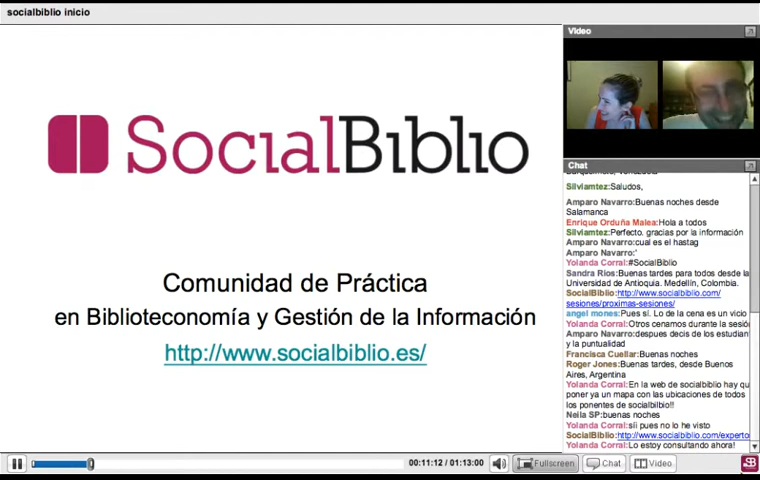 socialbiblio inicio
SocialBiblio
Comunidad de Práctica
en Biblioteconomía y Gestión de la Información
http://www.socialbiblio.es/
Video
Chat
Silviamtez:Saludos,
Amparo Navarro:Buenas noches desde
Salamanca
Enrique Orduña Malea:Hola a todos
Silviamtez:Perfecto. gracias por la información
Amparo Navarro:cual es el hastag
Amparo Navarro:'
Yolanda Corral:#SocialBiblio
Sandra Rios:Buenas tardes para todos desde la
Universidad de Antioquia. Medellín, Colombia.
SocialBiblio:http://www.socialbiblio.com/
sesiones/proximas-sesiones/
angel mones:Pues sí. Lo de la cena es un vicio
Yolanda Corral:Otros cenamos durante la sesió
Amparo Navarro:despues decis de los estudian
y la puntualidad
Francisca Cuellar:Buenas noches
Roger Jones:Buenas tardes, desde Buenos
Aires, Argentina
Yolanda Corral:En la web de socialbiblio hay qu
poner ya un mapa con las ubicaciones de todos
los ponentes de socialbilbio!!
Neila SP:buenas noches
Yolanda Corral:síi pues no lo he visto
SocialBiblio:http://www.socialbiblio.com/experto
Yolanda Corral:Lo estoy consultando ahora!
00:11:12 / 01:13:00
Fullscreen
Chat
Video
SB